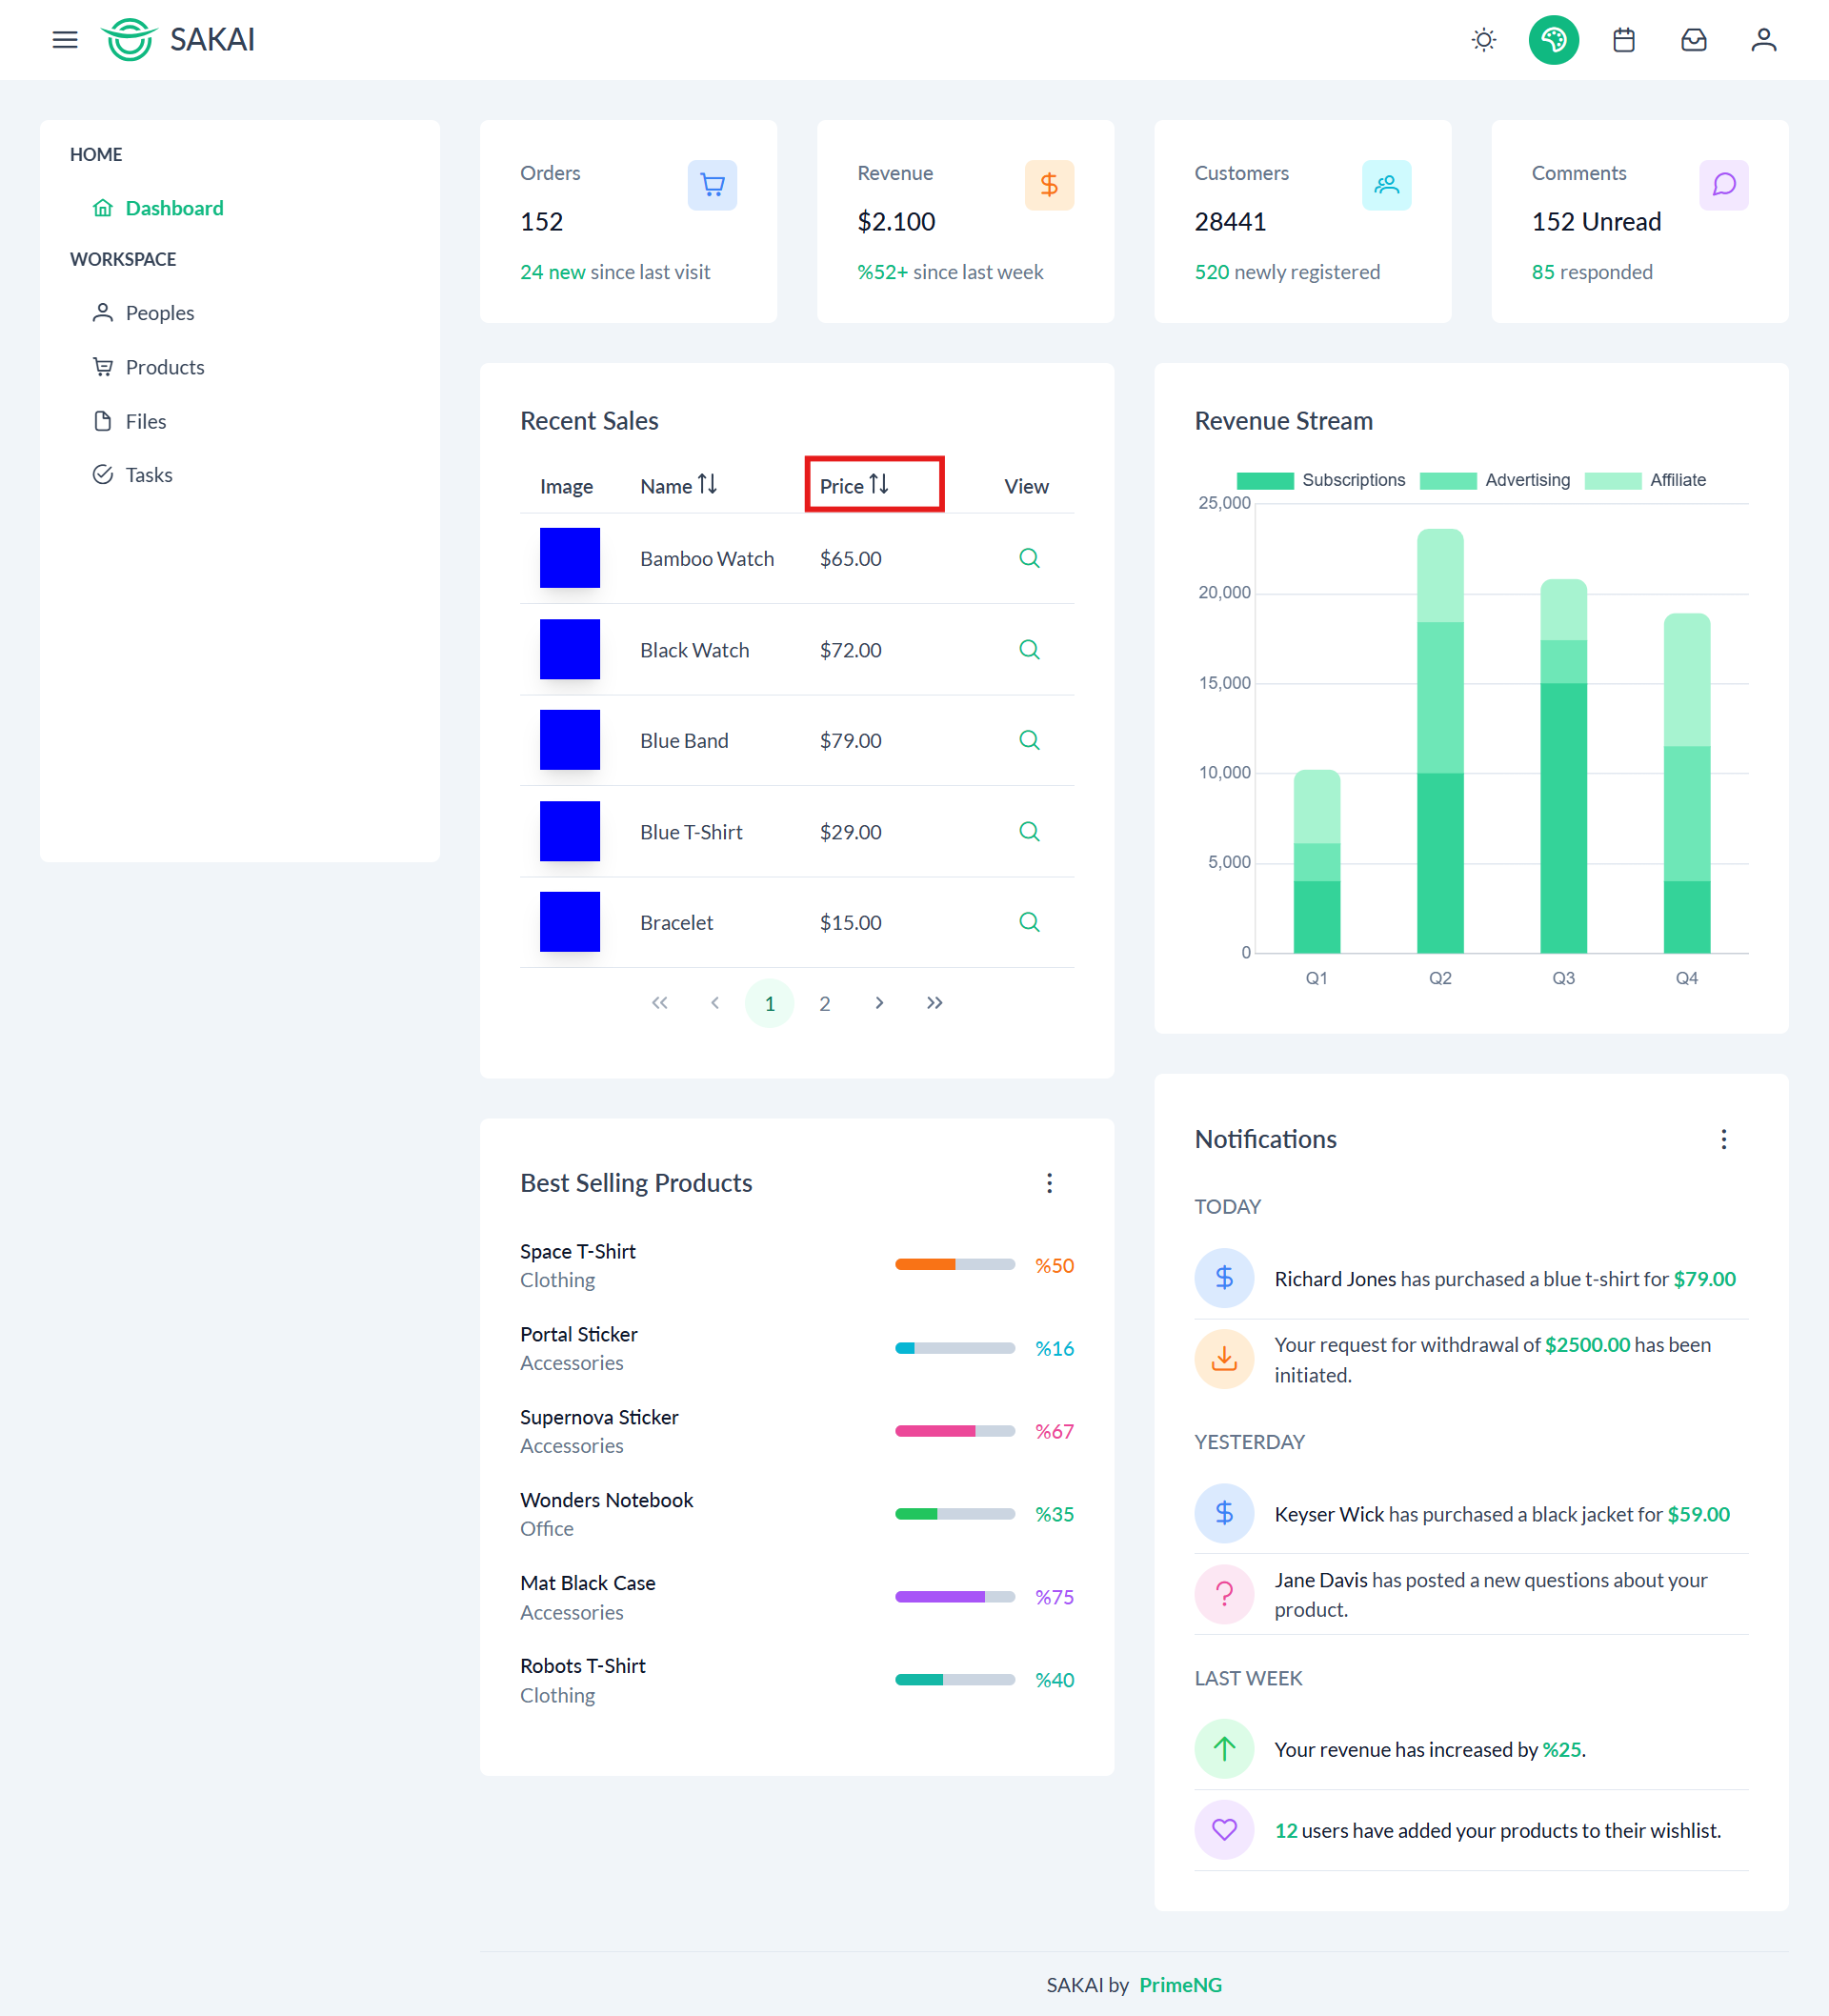 SAKAI
HOME
Dashboard
WORKSPACE
Peoples
Products
Files
Tasks
Orders
152
24 new since last visit
Revenue
$2.100
%52+ since last week
Customers
28441
520 newly registered
Comments
152 Unread
85 responded
Recent Sales
Image Name Price View
Bamboo Watch $65.00
Black Watch $72.00
Blue Band $79.00
Blue T-Shirt $29.00
Bracelet $15.00
1 2
Best Selling Products
Space T-Shirt
Clothing
%50
Portal Sticker
Accessories
%16
Supernova Sticker
Accessories
%67
Wonders Notebook
Office
%35
Mat Black Case
Accessories
%75
Robots T-Shirt
Clothing
%40
Revenue Stream
Subscriptions Advertising Affiliate
25,000
20,000
15,000
10,000
5,000
0
Q1 Q2 Q3 Q4
Notifications
TODAY
Richard Jones has purchased a blue t-shirt for $79.00
Your request for withdrawal of $2500.00 has been
initiated.
YESTERDAY
Keyser Wick has purchased a black jacket for $59.00
Jane Davis has posted a new questions about your
product.
LAST WEEK
Your revenue has increased by %25.
12 users have added your products to their wishlist.
SAKAI by PrimeNG